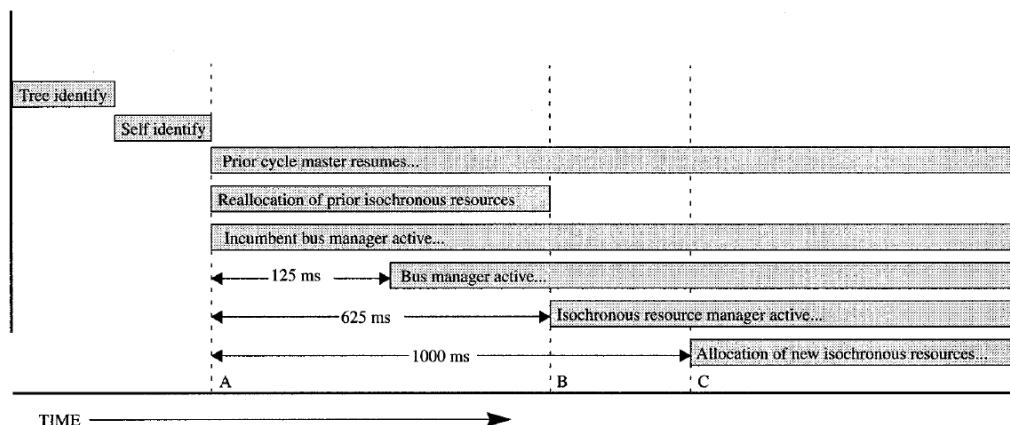 Tree identify
Self identify
Prior cycle master resumes...
Reallocation of prior isochronous resources
Incumbent bus manager active...
125 ms
Bus manager active...
625 ms
Isochronous resource manager active...
1000 ms
Allocation of new isochronous resources...
A B C
TIME